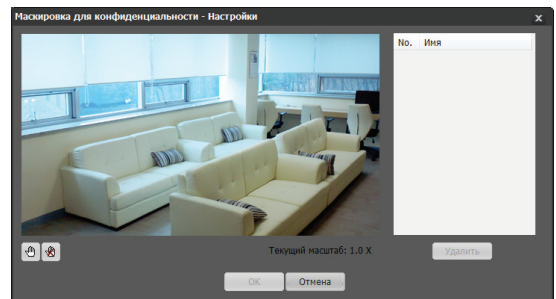 Маскировка для конфиденциальности - Настройки x
No. Имя
Текущий масштаб: 1.0 X
Удалить
OK Отмена